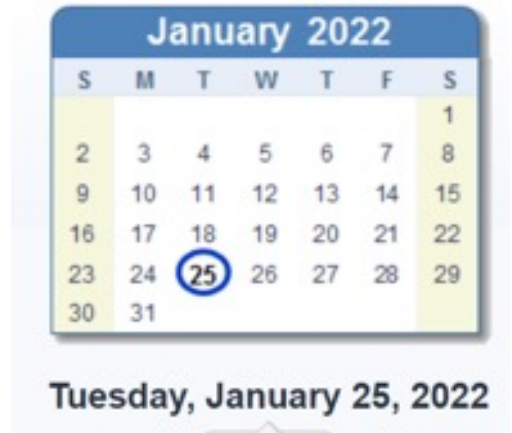 January 2022
S M T W T F S
1
2 3 4 5 6 7 8
9 10 11 12 13 14 15
16 17 18 19 20 21 22
23 24 25 26 27 28 29
30 31
Tuesday, January 25, 2022